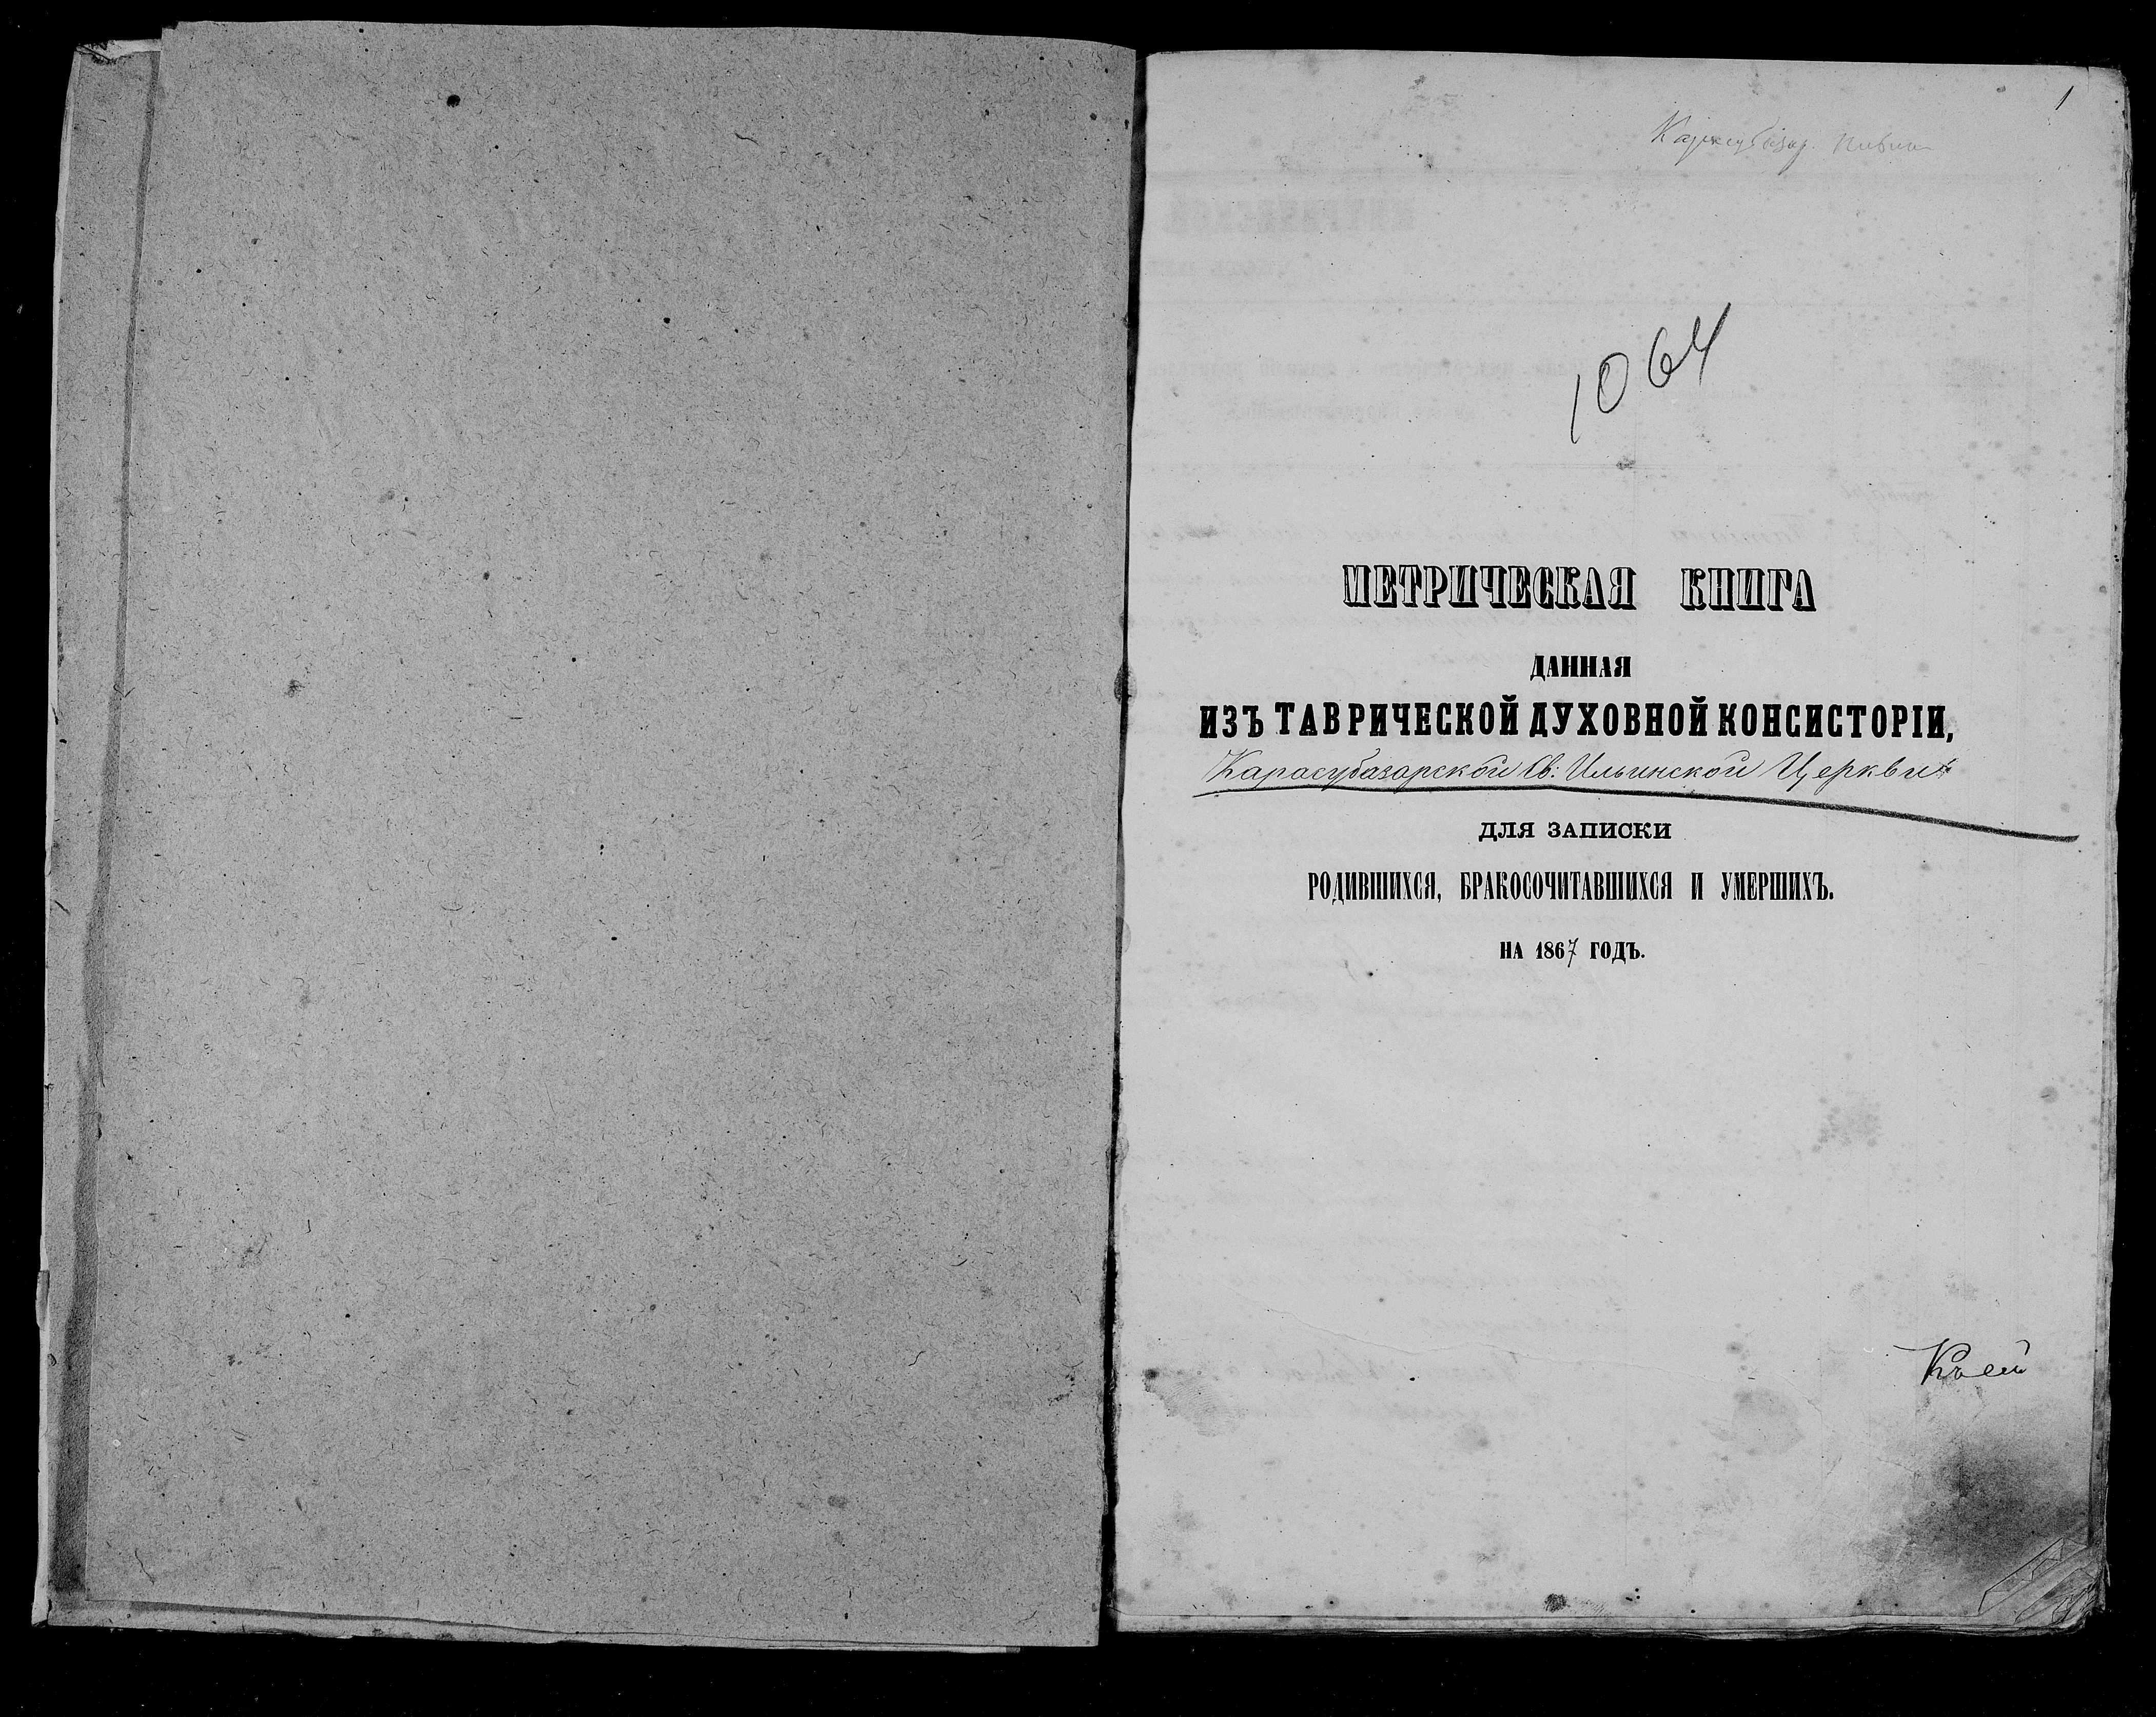 1
Карасубазар.
1064
МЕТРИЧЕСКАЯ КНИГА
ДАННАЯ
ИЗЪ ТАВРИЧЕСКОЙ ДУХОВНОЙ КОНСИСТОРІИ,
Карасубазарской Св: Ильинской Церкви
ДЛЯ ЗАПИСКИ
РОДИВШИХСЯ, БРАКОСОЧИТАВШИХСЯ И УМЕРШИХЪ.
НА 1867 ГОДЪ.